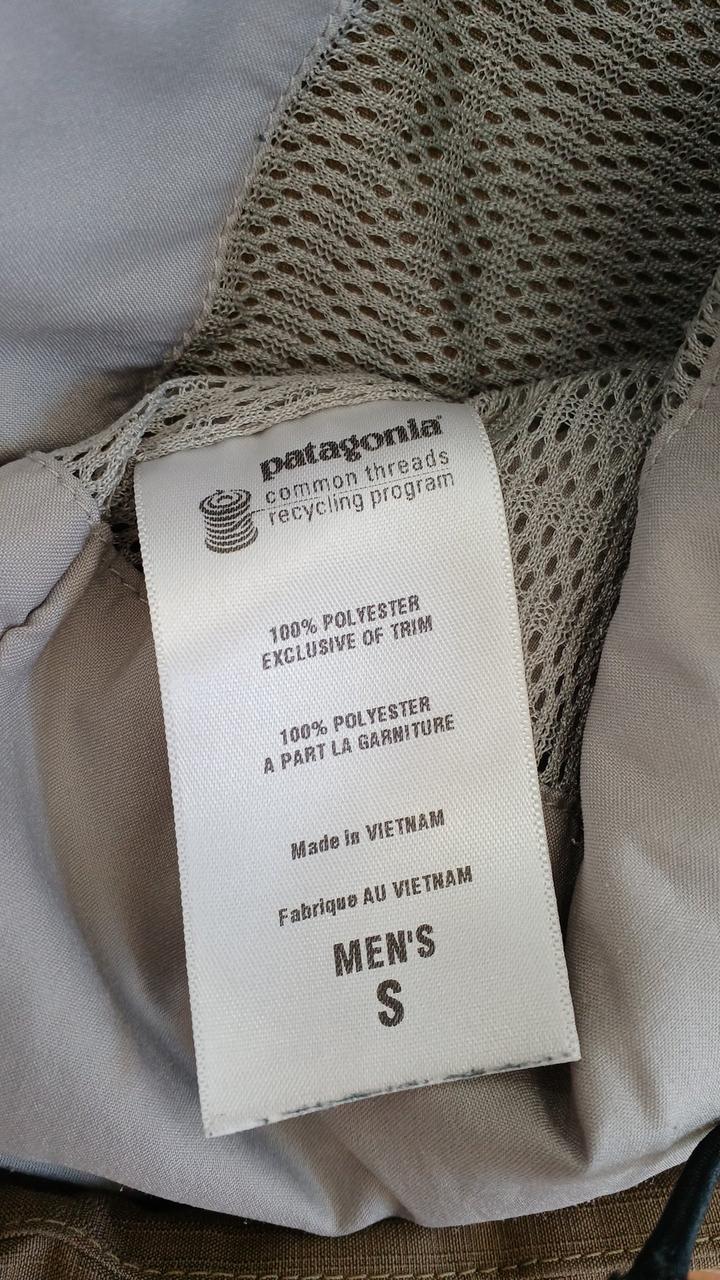 patagonia®
common threads
recycling program
100% POLYESTER
EXCLUSIVE OF TRIM
100% POLYESTER
A PART LA GARNITURE
Made in VIETNAM
Fabrique AU VIETNAM
MEN'S
S